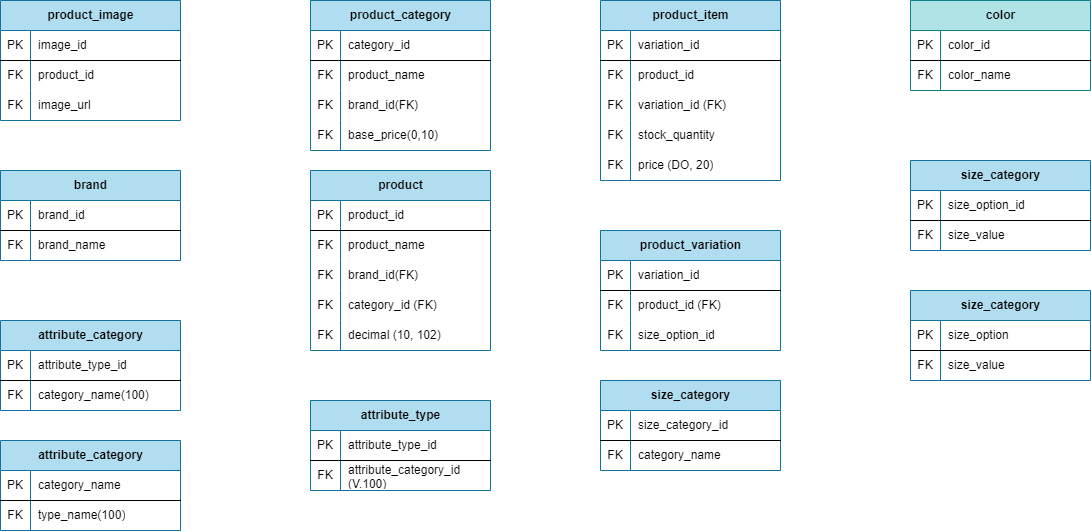 product_image
PK image_id
FK product_id
FK image_url
brand
PK brand_id
FK brand_name
attribute_category
PK attribute_type_id
FK category_name(100)
attribute_category
PK category_name
FK type_name(100)
product_category
PK category_id
FK product_name
FK brand_id(FK)
FK base_price(0,10)
product
PK product_id
FK product_name
FK brand_id(FK)
FK category_id (FK)
FK decimal (10, 102)
attribute_type
PK attribute_type_id
FK attribute_category_id
(V.100)
product_item
PK variation_id
FK product_id
FK variation_id (FK)
FK stock_quantity
FK price (DO, 20)
product_variation
PK variation_id
FK product_id (FK)
FK size_option_id
size_category
PK size_category_id
FK category_name
color
PK color_id
FK color_name
size_category
PK size_option_id
FK size_value
size_category
PK size_option
FK size_value